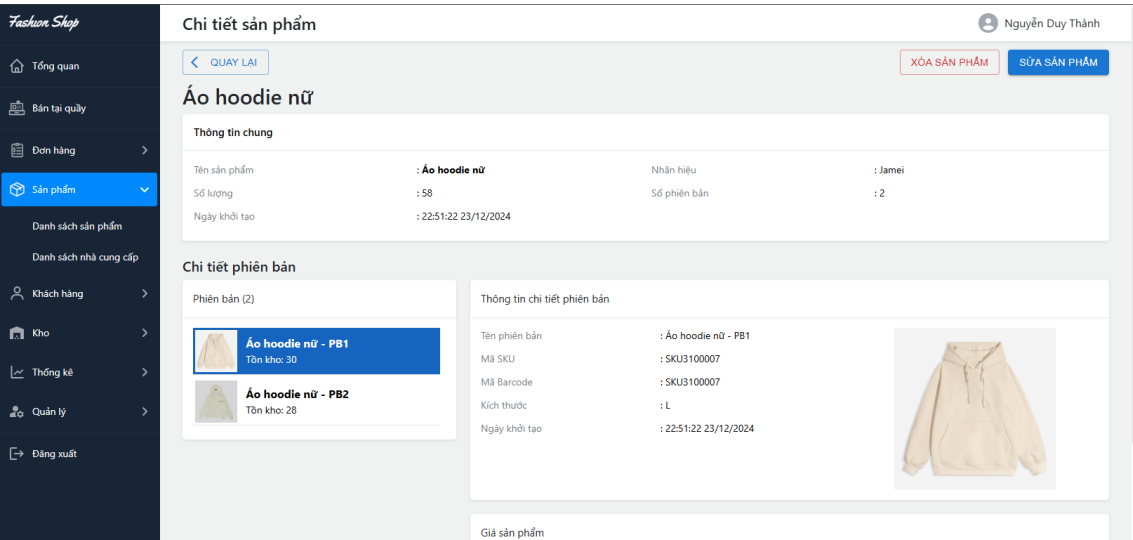 Fashion Shop
Chi tiết sản phẩm
Nguyễn Duy Thành
Tổng quan
Bán tại quầy
Đơn hàng
Sản phẩm
Danh sách sản phẩm
Danh sách nhà cung cấp
Khách hàng
Kho
Thống kê
Quản lý
Đăng xuất
QUAY LẠI
XÓA SẢN PHẨM
SỬA SẢN PHẨM
Áo hoodie nữ
Thông tin chung
Tên sản phẩm : Áo hoodie nữ Nhãn hiệu : Jamei
Số lượng : 58 Số phiên bản : 2
Ngày khởi tạo : 22:51:22 23/12/2024
Chi tiết phiên bản
Phiên bản (2)
Áo hoodie nữ - PB1
Tồn kho: 30
Áo hoodie nữ - PB2
Tồn kho: 28
Thông tin chi tiết phiên bản
Tên phiên bản : Áo hoodie nữ - PB1
Mã SKU : SKU3100007
Mã Barcode : SKU3100007
Kích thước : L
Ngày khởi tạo : 22:51:22 23/12/2024
Giá sản phẩm